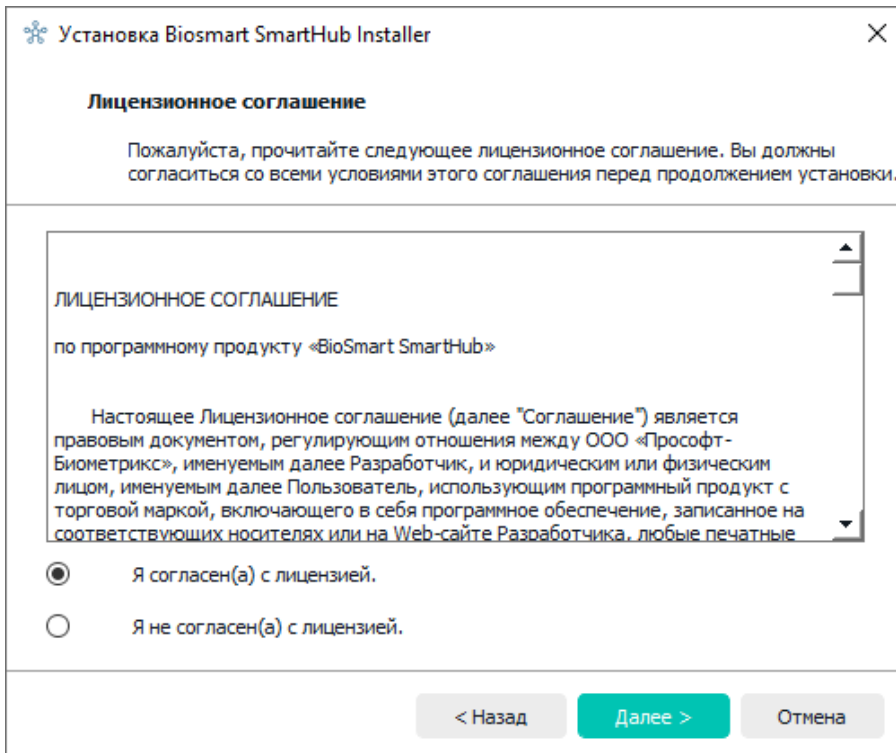 Установка Biosmart SmartHub Installer
Лицензионное соглашение
Пожалуйста, прочитайте следующее лицензионное соглашение. Вы должны
согласиться со всеми условиями этого соглашения перед продолжением установки.
ЛИЦЕНЗИОННОЕ СОГЛАШЕНИЕ
по программному продукту «BioSmart SmartHub»
Настоящее Лицензионное соглашение (далее "Соглашение") является
правовым документом, регулирующим отношения между ООО «Прософт-
Биометрикс», именуемым далее Разработчик, и юридическим или физическим
лицом, именуемым далее Пользователь, использующим программный продукт с
торговой маркой, включающего в себя программное обеспечение, записанное на
соответствующих носителях или на Web-сайте Разработчика, любые печатные
Я согласен(а) с лицензией.
Я не согласен(а) с лицензией.
< Назад
Далее >
Отмена